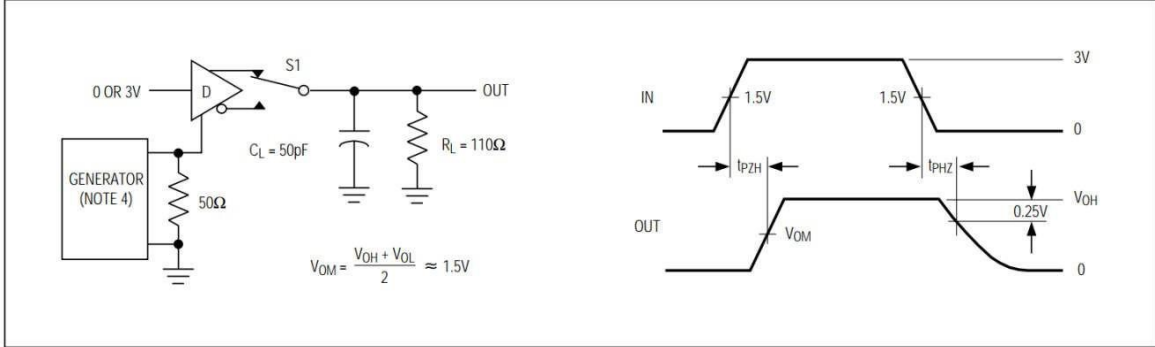 S1
0 OR 3V
D
OUT
GENERATOR
(NOTE 4)
50Ω
C_L = 50pF
R_L = 110Ω
V_OM = (V_OH + V_OL) / 2 ≈ 1.5V
IN
1.5V
1.5V
3V
0
t_PZH
t_PHZ
OUT
V_OM
V_OH
0.25V
0